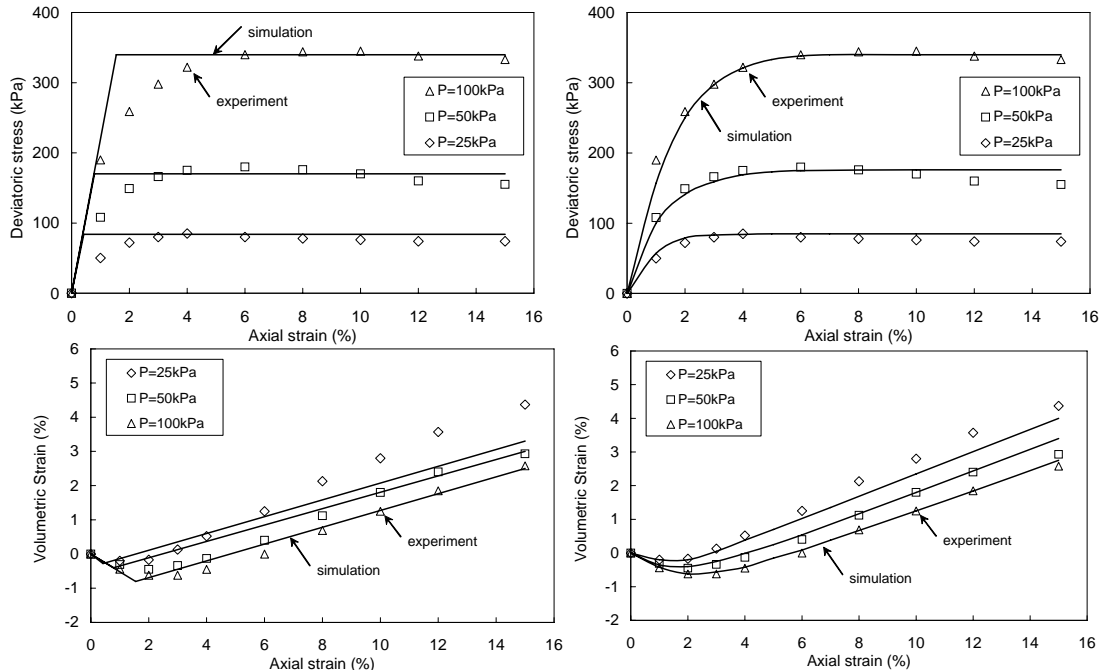 400
300
200
100
0
Deviatoric stress (kPa)
simulation
experiment
P=100kPa
P=50kPa
P=25kPa
0 2 4 6 8 10 12 14 16
Axial strain (%)
400
300
200
100
0
Deviatoric stress (kPa)
experiment
simulation
P=100kPa
P=50kPa
P=25kPa
0 2 4 6 8 10 12 14 16
Axial strain (%)
6
5
4
3
2
1
0
-1
-2
Volumetric Strain (%)
P=25kPa
P=50kPa
P=100kPa
experiment
simulation
0 2 4 6 8 10 12 14 16
Axial strain (%)
6
5
4
3
2
1
0
-1
-2
Volumetric Strain (%)
P=25kPa
P=50kPa
P=100kPa
experiment
simulation
0 2 4 6 8 10 12 14 16
Axial strain (%)